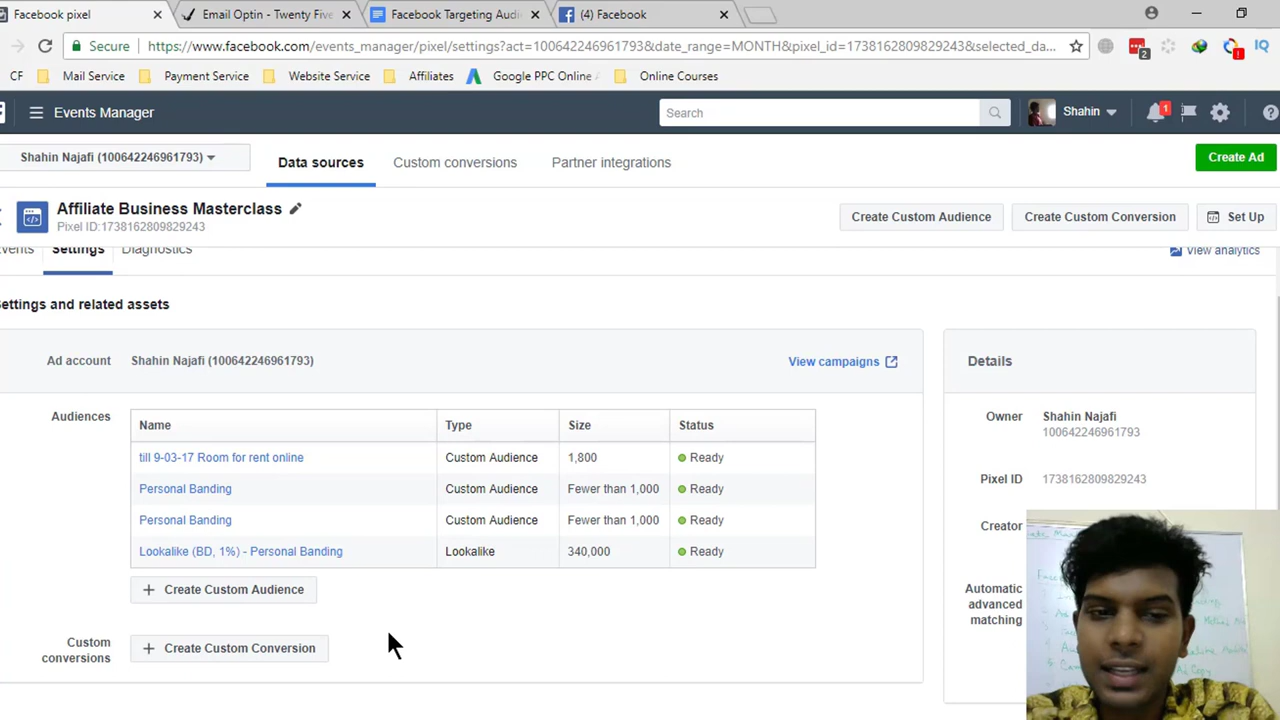 Facebook pixel
Email Optin - Twenty Five
Facebook Targeting Audi
(4) Facebook
Secure
https://www.facebook.com/events_manager/pixel/settings?act=100642246961793&date_range=MONTH&pixel_id=1738162809829243&selected_da...
2
IQ
CF
Mail Service
Payment Service
Website Service
Affiliates
Google PPC Online
Online Courses
Events Manager
Search
Shahin
1
Shahin Najafi (100642246961793)
Data sources
Custom conversions
Partner integrations
Create Ad
Affiliate Business Masterclass
Pixel ID:1738162809829243
Create Custom Audience
Create Custom Conversion
Set Up
vents
Settings
Diagnostics
View analytics
ettings and related assets
Ad account
Shahin Najafi (100642246961793)
View campaigns
Details
Audiences
Name
Type
Size
Status
till 9-03-17 Room for rent online
Custom Audience
1,800
Ready
Personal Banding
Custom Audience
Fewer than 1,000
Ready
Personal Banding
Custom Audience
Fewer than 1,000
Ready
Lookalike (BD, 1%) - Personal Banding
Lookalike
340,000
Ready
+ Create Custom Audience
Custom conversions
+ Create Custom Conversion
Owner
Shahin Najafi
100642246961793
Pixel ID
1738162809829243
Creator
Automatic
advanced
matching